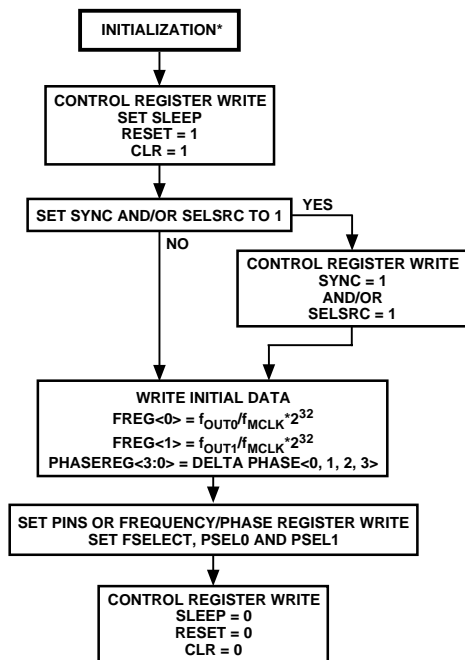 INITIALIZATION*
CONTROL REGISTER WRITE
SET SLEEP
RESET = 1
CLR = 1
SET SYNC AND/OR SELSRC TO 1
YES
NO
CONTROL REGISTER WRITE
SYNC = 1
AND/OR
SELSRC = 1
WRITE INITIAL DATA
FREG<0> = fOUT0/fMCLK*2^32
FREG<1> = fOUT1/fMCLK*2^32
PHASEREG<3:0> = DELTA PHASE<0, 1, 2, 3>
SET PINS OR FREQUENCY/PHASE REGISTER WRITE
SET FSELECT, PSEL0 AND PSEL1
CONTROL REGISTER WRITE
SLEEP = 0
RESET = 0
CLR = 0